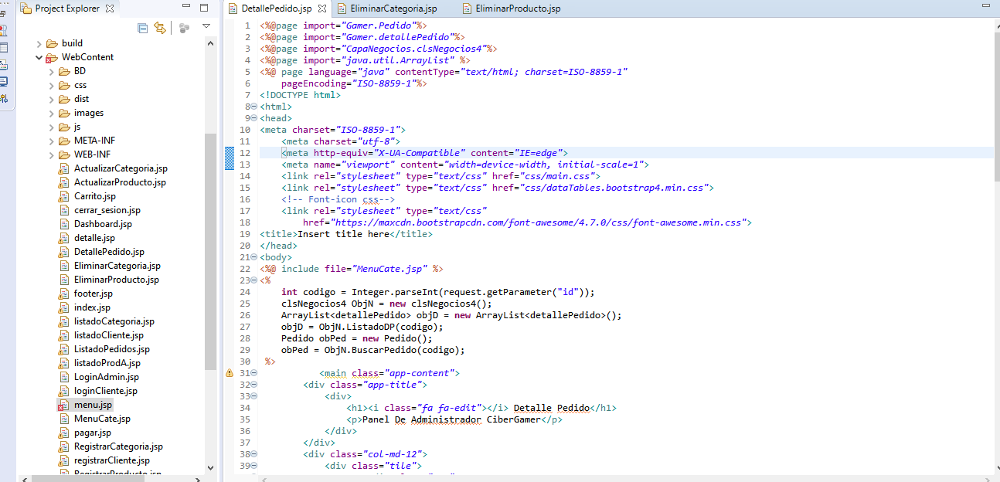 Project Explorer
build
WebContent
BD
css
dist
images
js
META-INF
WEB-INF
ActualizarCategoria.jsp
ActualizarProducto.jsp
Carrito.jsp
cerrar_sesion.jsp
Dashboard.jsp
detalle.jsp
DetallePedido.jsp
EliminarCategoria.jsp
EliminarProducto.jsp
footer.jsp
index.jsp
listadoCategoria.jsp
listadoCliente.jsp
ListadoPedidos.jsp
listadoProdA.jsp
LoginAdmin.jsp
loginCliente.jsp
menu.jsp
MenuCate.jsp
pagar.jsp
RegistrarCategoria.jsp
registrarCliente.jsp
RegistrarProducto.jsp
DetallePedido.jsp EliminarCategoria.jsp EliminarProducto.jsp
1 <%@page import="Gamer.Pedido"%>
2 <%@page import="Gamer.detallePedido"%>
3 <%@page import="CapaNegocios.clsNegocios4"%>
4 <%@page import="java.util.ArrayList" %>
5 <%@ page language="java" contentType="text/html; charset=ISO-8859-1"
6     pageEncoding="ISO-8859-1"%>
7 <!DOCTYPE html>
8 <html>
9 <head>
10 <meta charset="ISO-8859-1">
11     <meta charset="utf-8">
12     <meta http-equiv="X-UA-Compatible" content="IE=edge">
13     <meta name="viewport" content="width=device-width, initial-scale=1">
14     <link rel="stylesheet" type="text/css" href="css/main.css">
15     <link rel="stylesheet" type="text/css" href="css/dataTables.bootstrap4.min.css">
16     <!-- Font-icon css-->
17     <link rel="stylesheet" type="text/css"
18         href="https://maxcdn.bootstrapcdn.com/font-awesome/4.7.0/css/font-awesome.min.css">
19 <title>Insert title here</title>
20 </head>
21 <body>
22 <%@ include file="MenuCate.jsp" %>
23 <%
24     int codigo = Integer.parseInt(request.getParameter("id"));
25     clsNegocios4 ObjN = new clsNegocios4();
26     ArrayList<detallePedido> objD = new ArrayList<detallePedido>();
27     objD = ObjN.ListadoDP(codigo);
28     Pedido obPed = new Pedido();
29     obPed = ObjN.BuscarPedido(codigo);
30  %>
31            <main class="app-content">
32         <div class="app-title">
33             <div>
34                 <h1><i class="fa fa-edit"></i> Detalle Pedido</h1>
35                 <p>Panel De Administrador CiberGamer</p>
36             </div>
37         </div>
38         <div class="col-md-12">
39             <div class="tile">